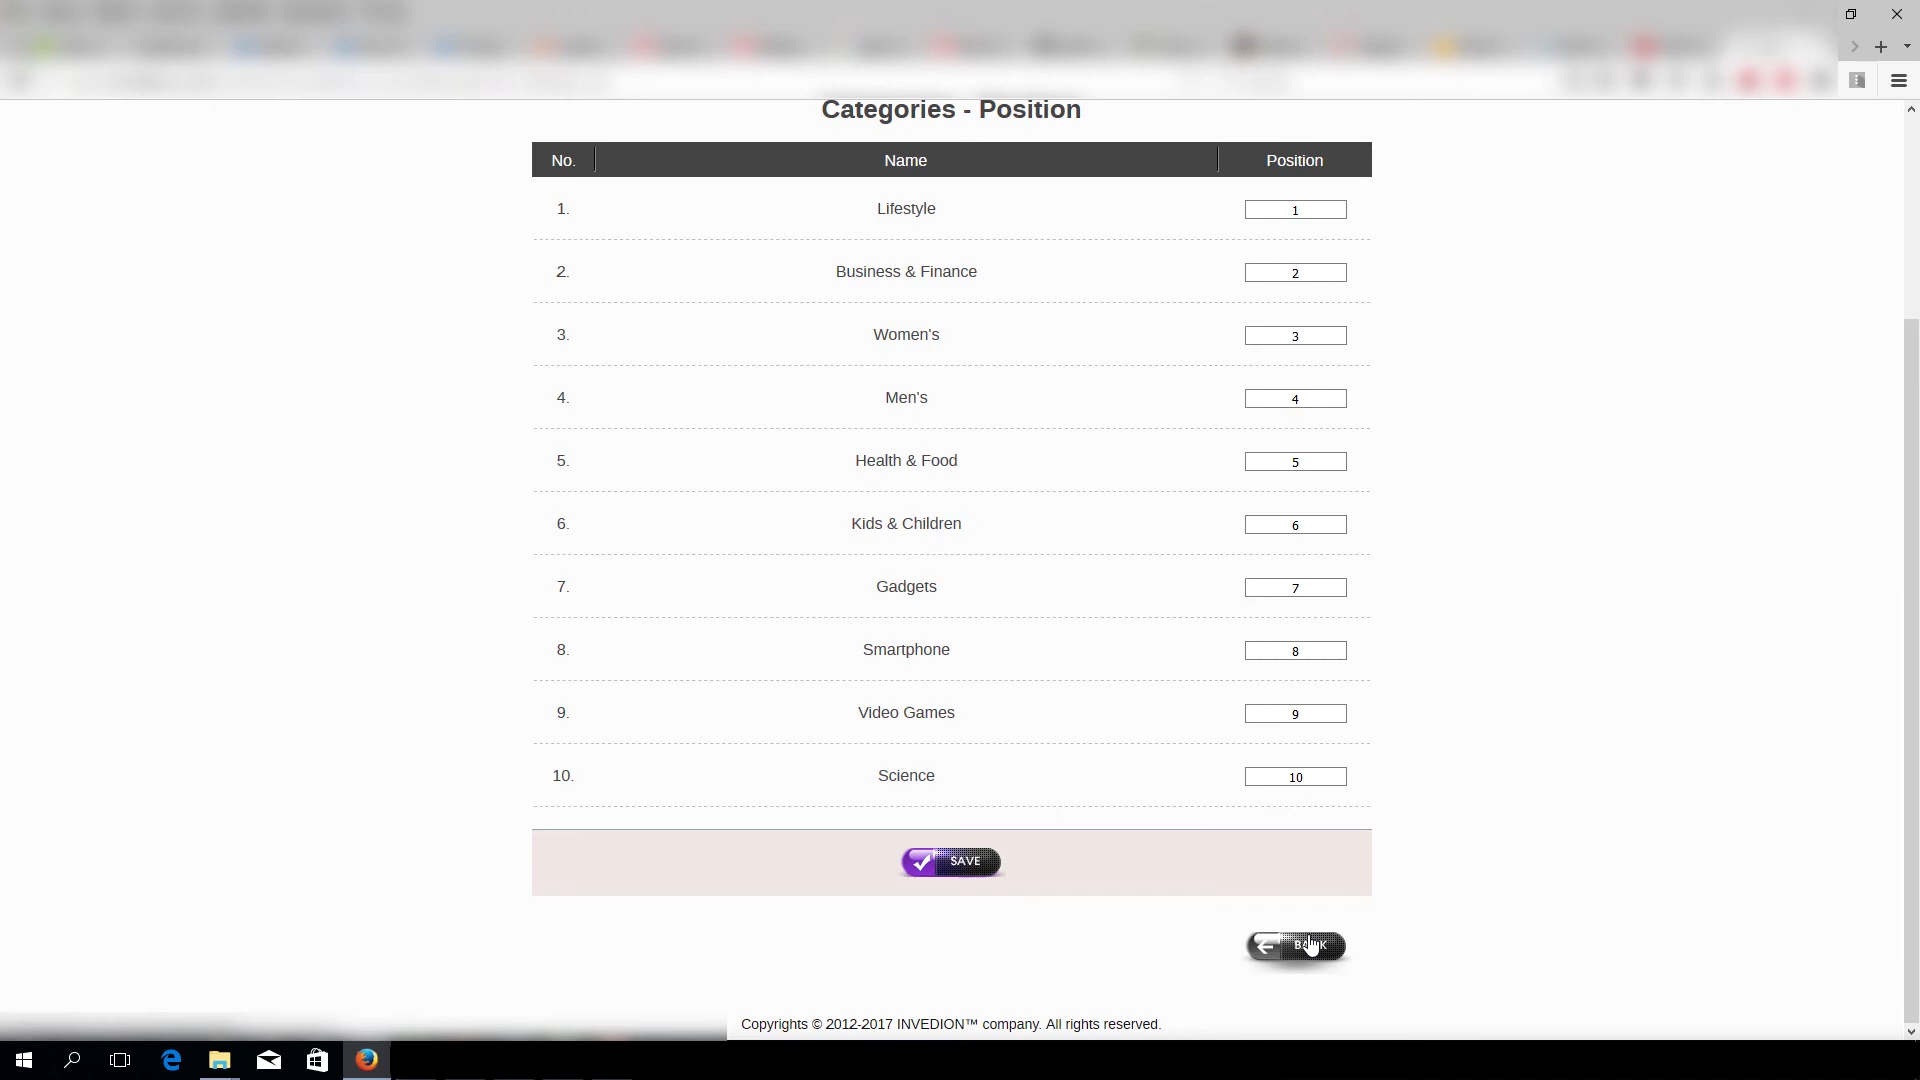 Categories - Position
No. Name Position
1. Lifestyle 1
2. Business & Finance 2
3. Women's 3
4. Men's 4
5. Health & Food 5
6. Kids & Children 6
7. Gadgets 7
8. Smartphone 8
9. Video Games 9
10. Science 10
SAVE
BACK
Copyrights © 2012-2017 INVEDION™ company. All rights reserved.